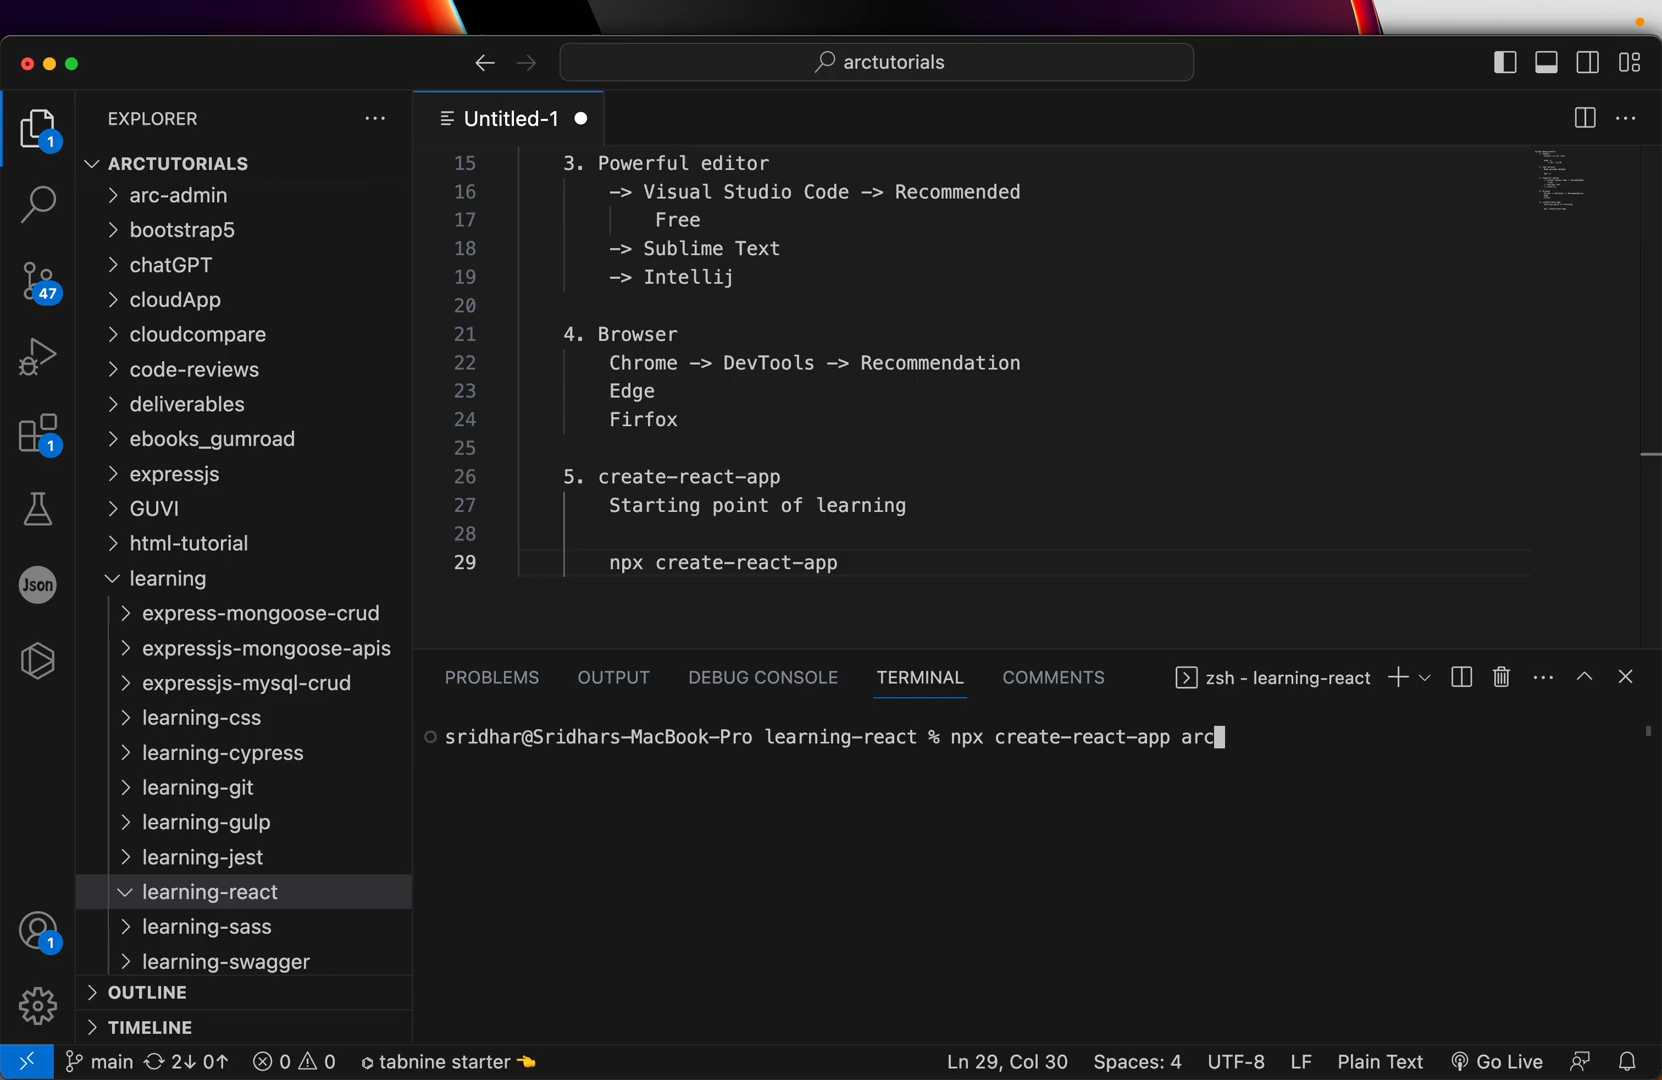 arctutorials
EXPLORER
Untitled-1
ARCTUTORIALS
arc-admin
bootstrap5
chatGPT
cloudApp
cloudcompare
code-reviews
deliverables
ebooks_gumroad
expressjs
GUVI
html-tutorial
learning
express-mongoose-crud
expressjs-mongoose-apis
expressjs-mysql-crud
learning-css
learning-cypress
learning-git
learning-gulp
learning-jest
learning-react
learning-sass
learning-swagger
OUTLINE
TIMELINE
1
47
1
Json
1
15 3. Powerful editor
16 -> Visual Studio Code -> Recommended
17 Free
18 -> Sublime Text
19 -> Intellij
20
21 4. Browser
22 Chrome -> DevTools -> Recommendation
23 Edge
24 Firfox
25
26 5. create-react-app
27 Starting point of learning
28
29 npx create-react-app
PROBLEMS OUTPUT DEBUG CONSOLE TERMINAL COMMENTS zsh - learning-react
sridhar@Sridhars-MacBook-Pro learning-react % npx create-react-app arc
main 2↓ 0↑ 0 0 tabnine starter Ln 29, Col 30 Spaces: 4 UTF-8 LF Plain Text Go Live